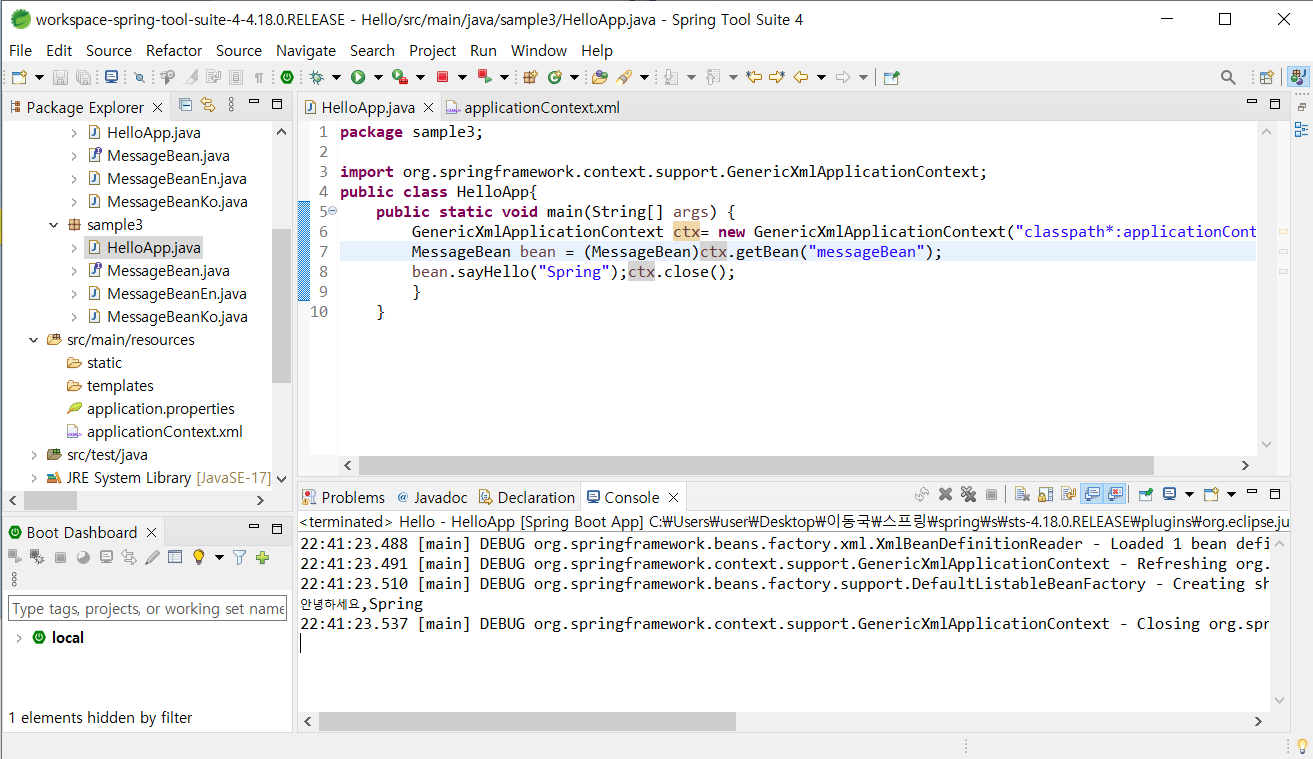 workspace-spring-tool-suite-4-4.18.0.RELEASE - Hello/src/main/java/sample3/HelloApp.java - Spring Tool Suite 4
File Edit Source Refactor Source Navigate Search Project Run Window Help
Package Explorer
HelloApp.java
MessageBean.java
MessageBeanEn.java
MessageBeanKo.java
sample3
HelloApp.java
MessageBean.java
MessageBeanEn.java
MessageBeanKo.java
src/main/resources
static
templates
application.properties
applicationContext.xml
src/test/java
JRE System Library [JavaSE-17]
Boot Dashboard
Type tags, projects, or working set name
local
1 elements hidden by filter
HelloApp.java applicationContext.xml
1 package sample3;
2
3 import org.springframework.context.support.GenericXmlApplicationContext;
4 public class HelloApp{
5 public static void main(String[] args) {
6 GenericXmlApplicationContext ctx= new GenericXmlApplicationContext("classpath*:applicationCont
7 MessageBean bean = (MessageBean)ctx.getBean("messageBean");
8 bean.sayHello("Spring");ctx.close();
9 }
10 }
Problems @ Javadoc Declaration Console
<terminated> Hello - HelloApp [Spring Boot App] C:₩Users₩user₩Desktop₩이동국₩스프링₩spring₩s₩sts-4.18.0.RELEASE₩plugins₩org.eclipse.ju
22:41:23.488 [main] DEBUG org.springframework.beans.factory.xml.XmlBeanDefinitionReader - Loaded 1 bean defi
22:41:23.491 [main] DEBUG org.springframework.context.support.GenericXmlApplicationContext - Refreshing org.
22:41:23.510 [main] DEBUG org.springframework.beans.factory.support.DefaultListableBeanFactory - Creating sh
안녕하세요,Spring
22:41:23.537 [main] DEBUG org.springframework.context.support.GenericXmlApplicationContext - Closing org.spr